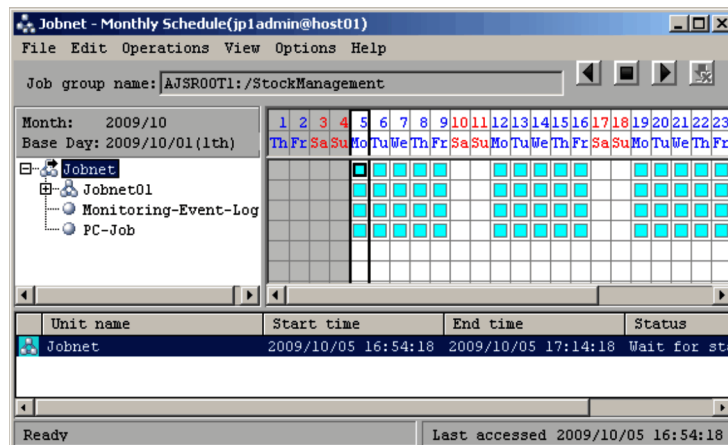 Jobnet - Monthly Schedule(jp1admin@host01)
File Edit Operations View Options Help
Job group name: AJSROOT1:/StockManagement
Month: 2009/10
Base Day: 2009/10/01(1th)
1 2 3 4 5 6 7 8 9 10 11 12 13 14 15 16 17 18 19 20 21 22 23
Th Fr Sa Su Mo Tu We Th Fr Sa Su Mo Tu We Th Fr Sa Su Mo Tu We Th Fr
Jobnet
Jobnet01
Monitoring-Event-Log
PC-Job
Unit name Start time End time Status
Jobnet 2009/10/05 16:54:18 2009/10/05 17:14:18 Wait for st
Ready Last accessed 2009/10/05 16:54:18